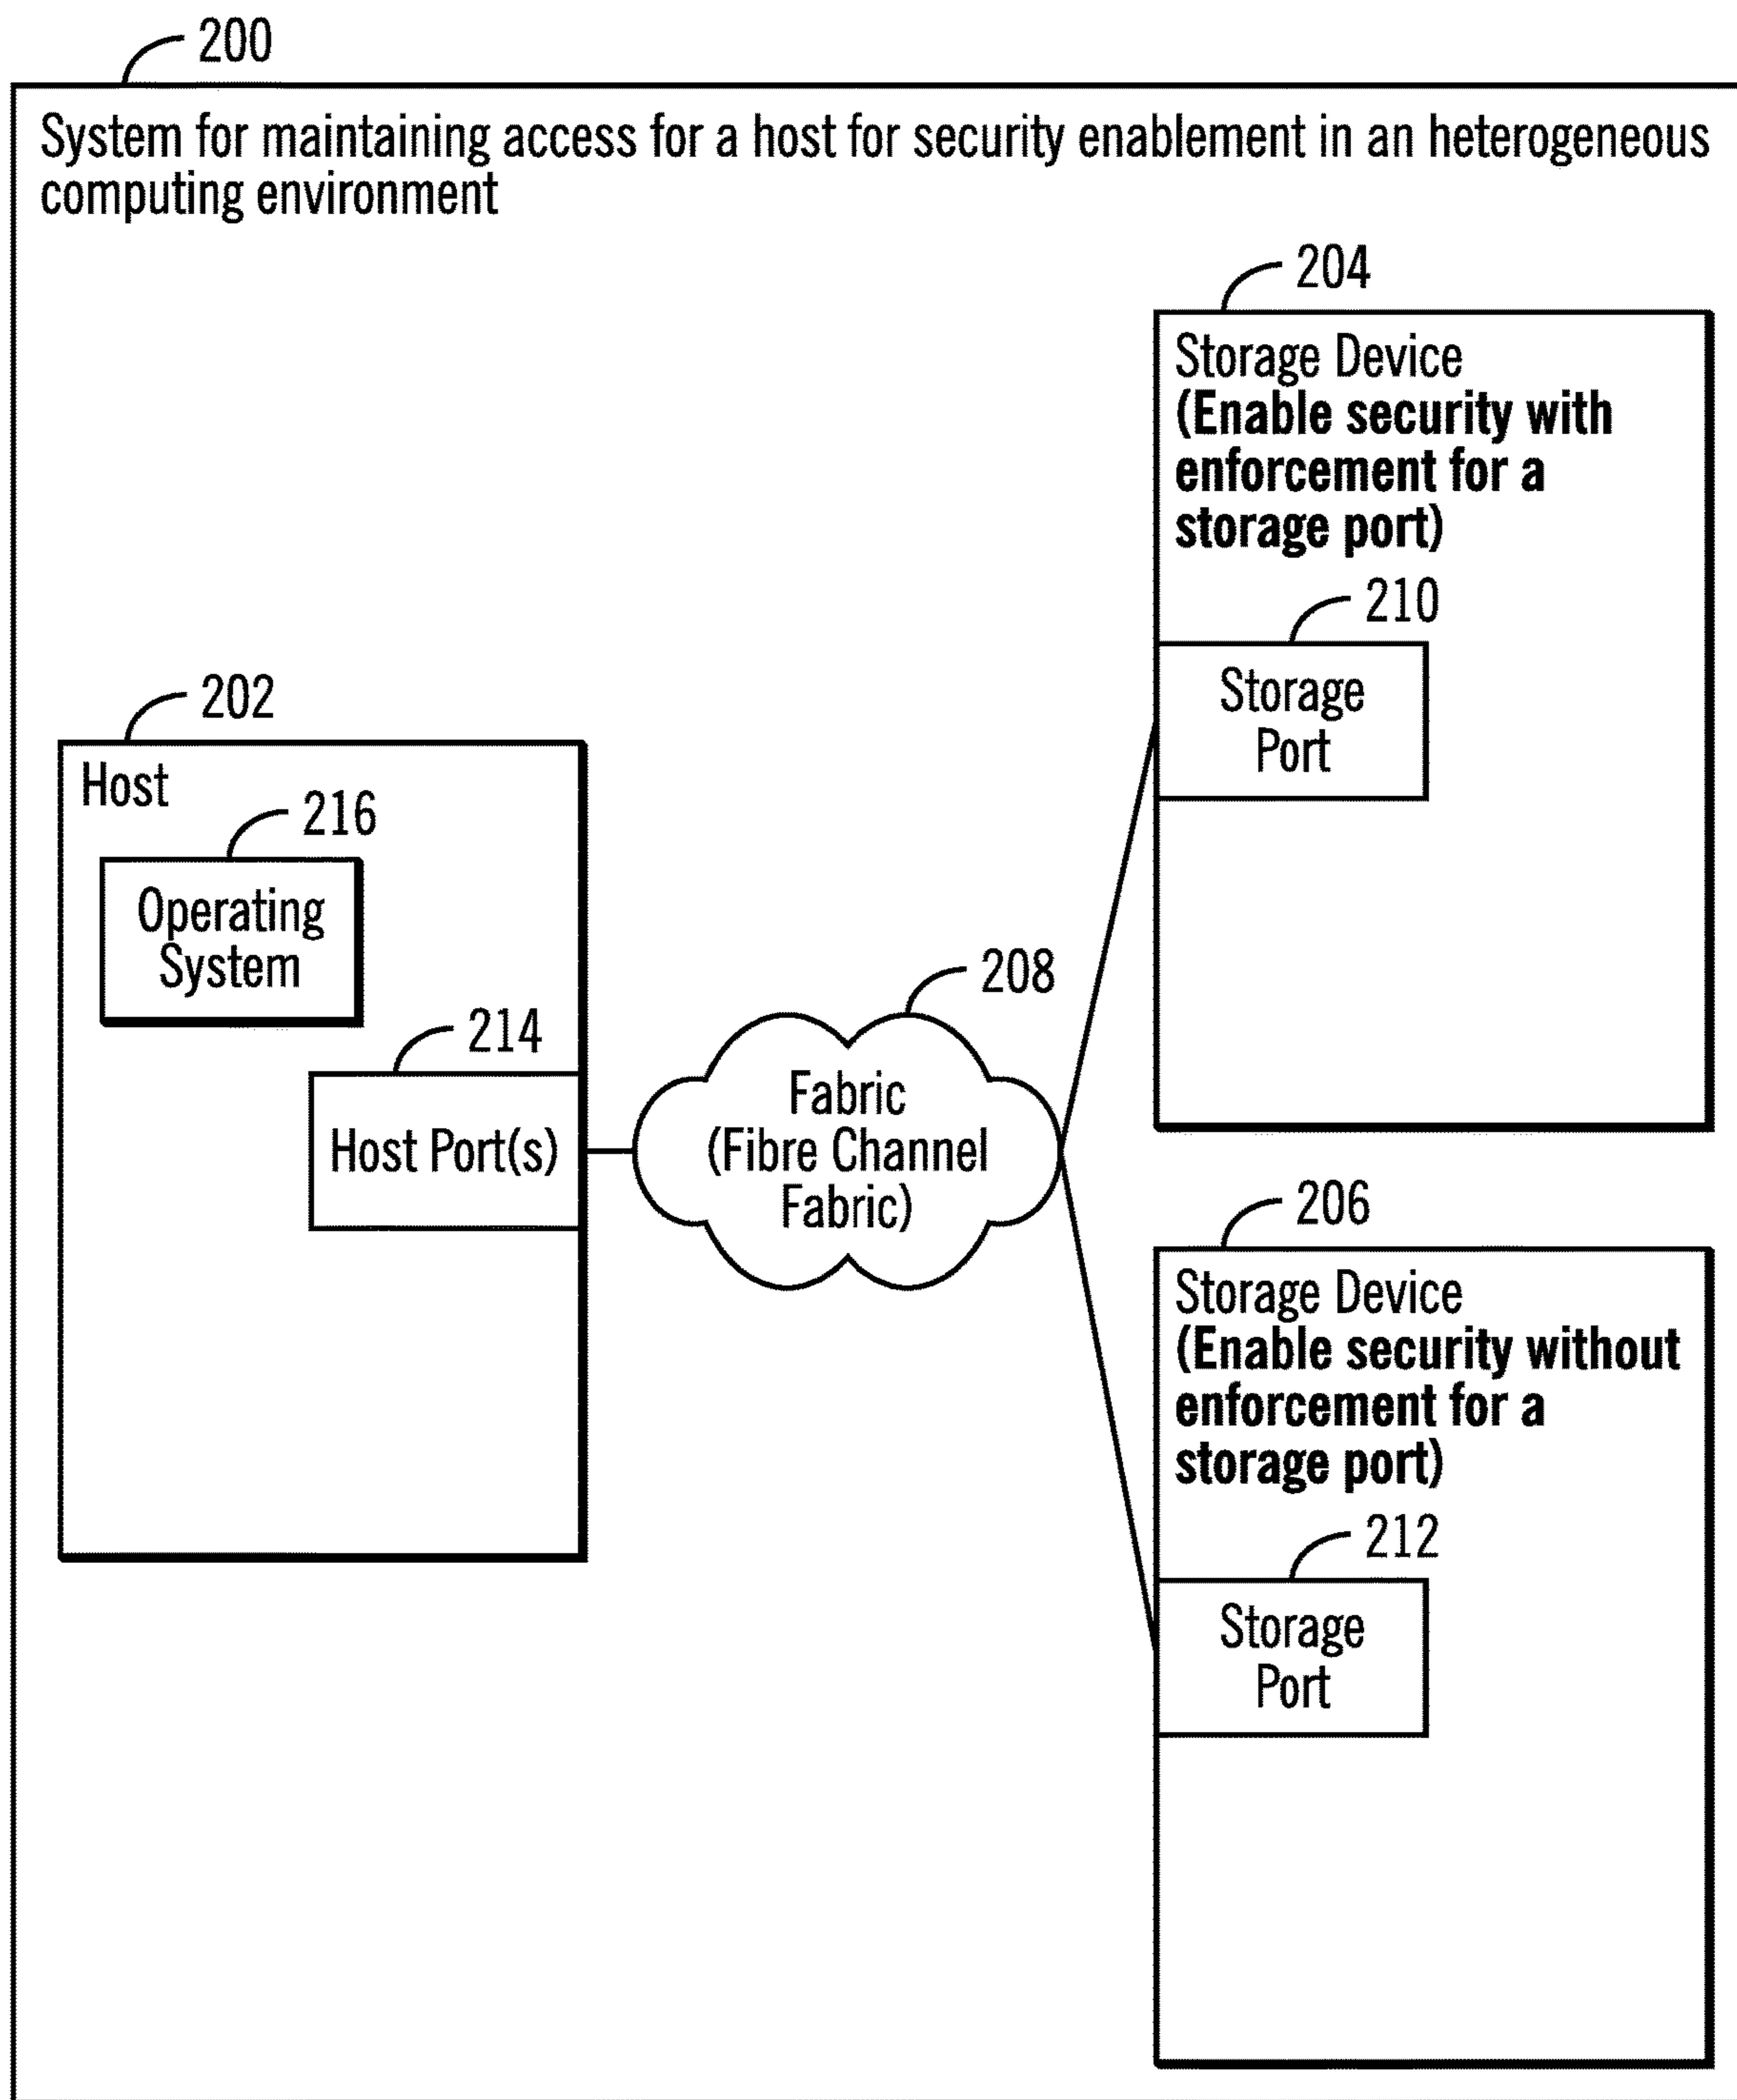 200
System for maintaining access for a host for security enablement in an heterogeneous
computing environment
204
Storage Device
(Enable security with
enforcement for a
storage port)
210
Storage
Port
202
Host
216
Operating
System
214
Host Port(s)
208
Fabric
(Fibre Channel
Fabric)
206
Storage Device
(Enable security without
enforcement for a
storage port)
212
Storage
Port